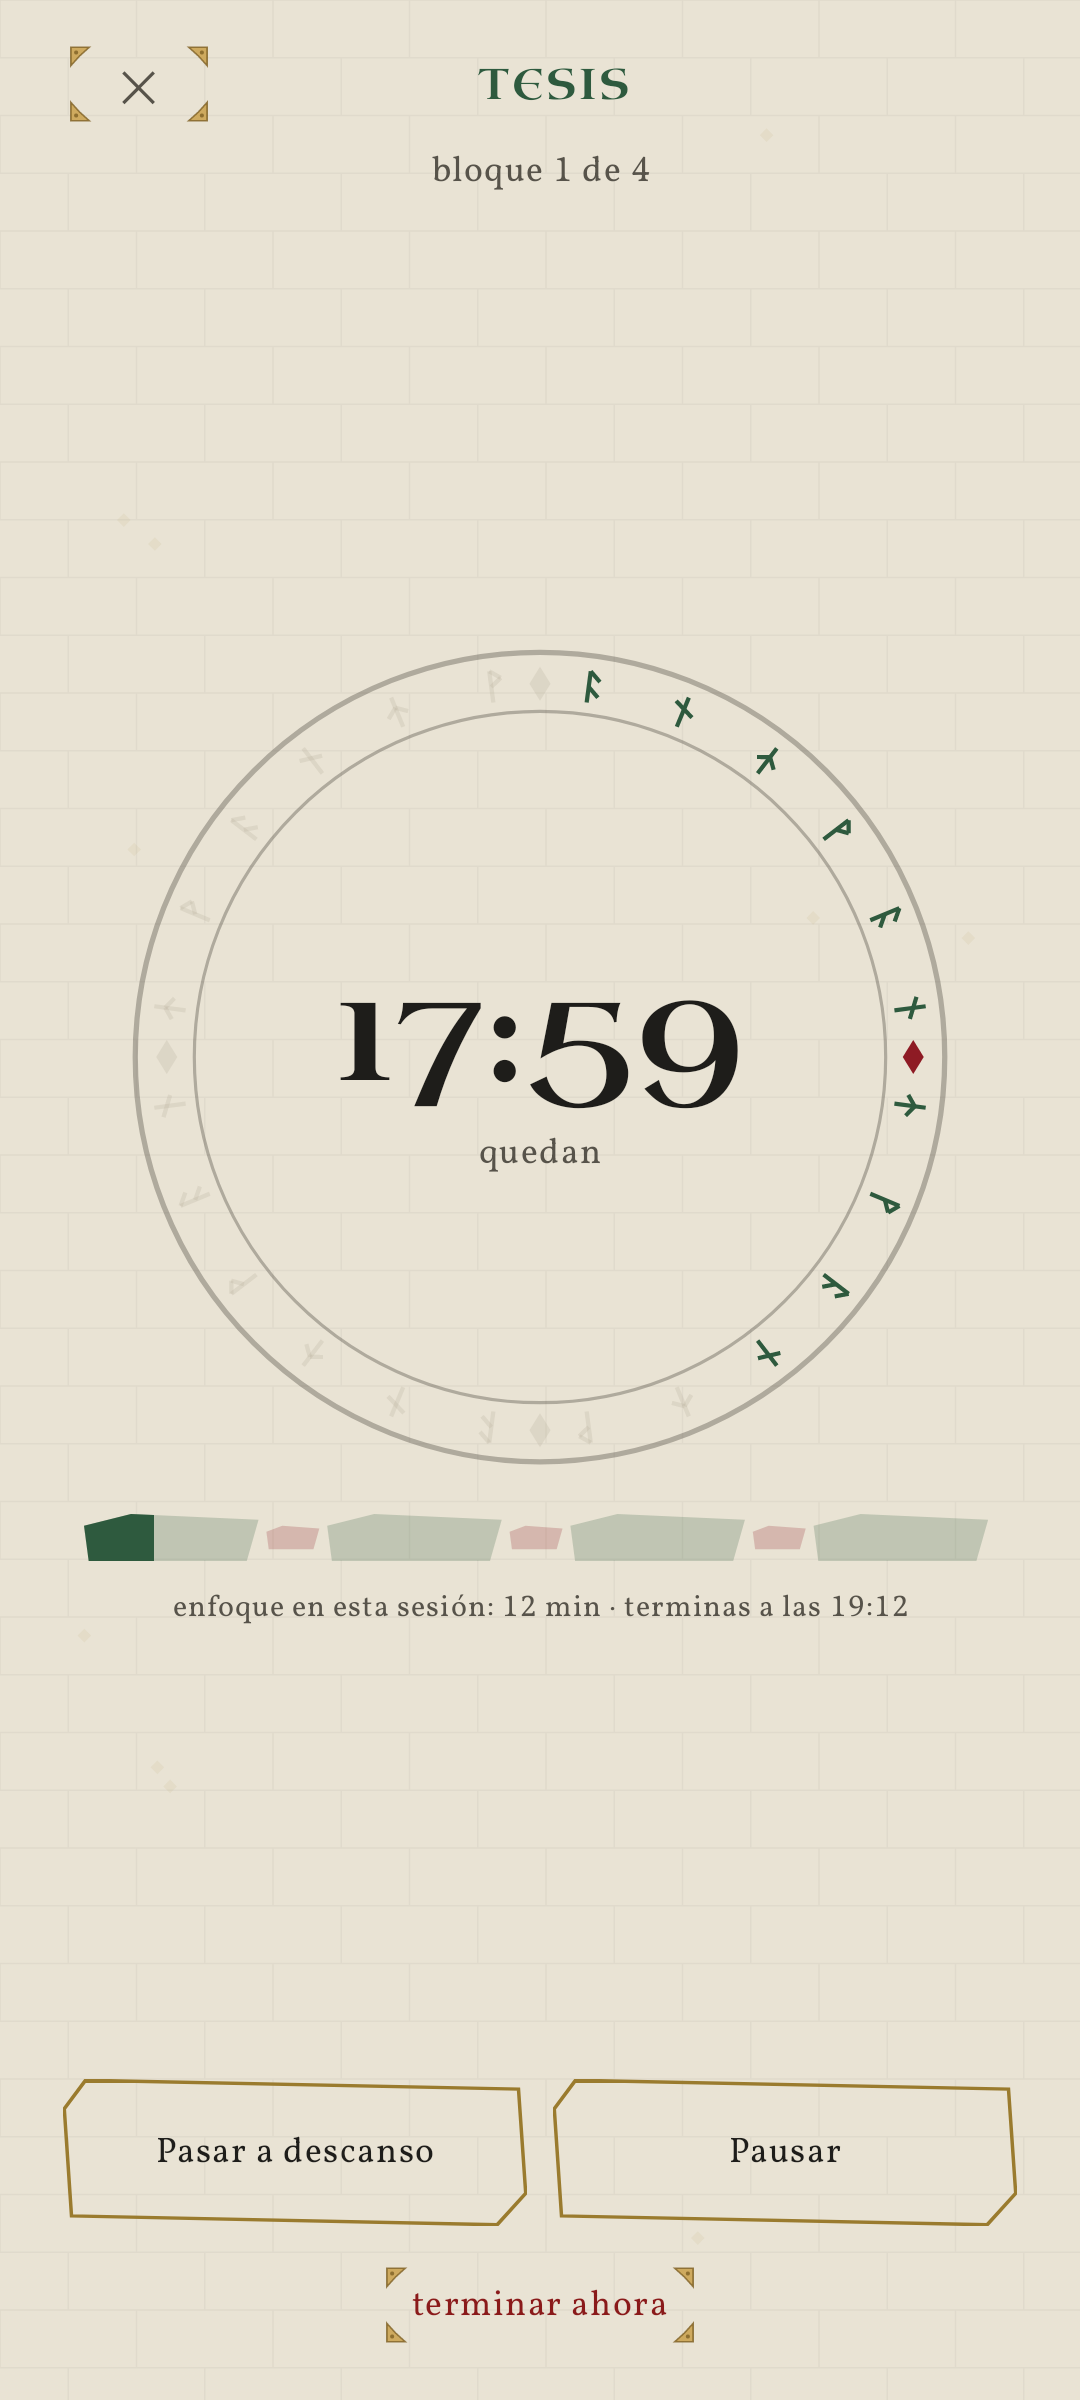 TESIS
bloque 1 de 4
17:59
quedan
enfoque en esta sesión: 12 min · terminas a las 19:12
Pasar a descanso
Pausar
terminar ahora